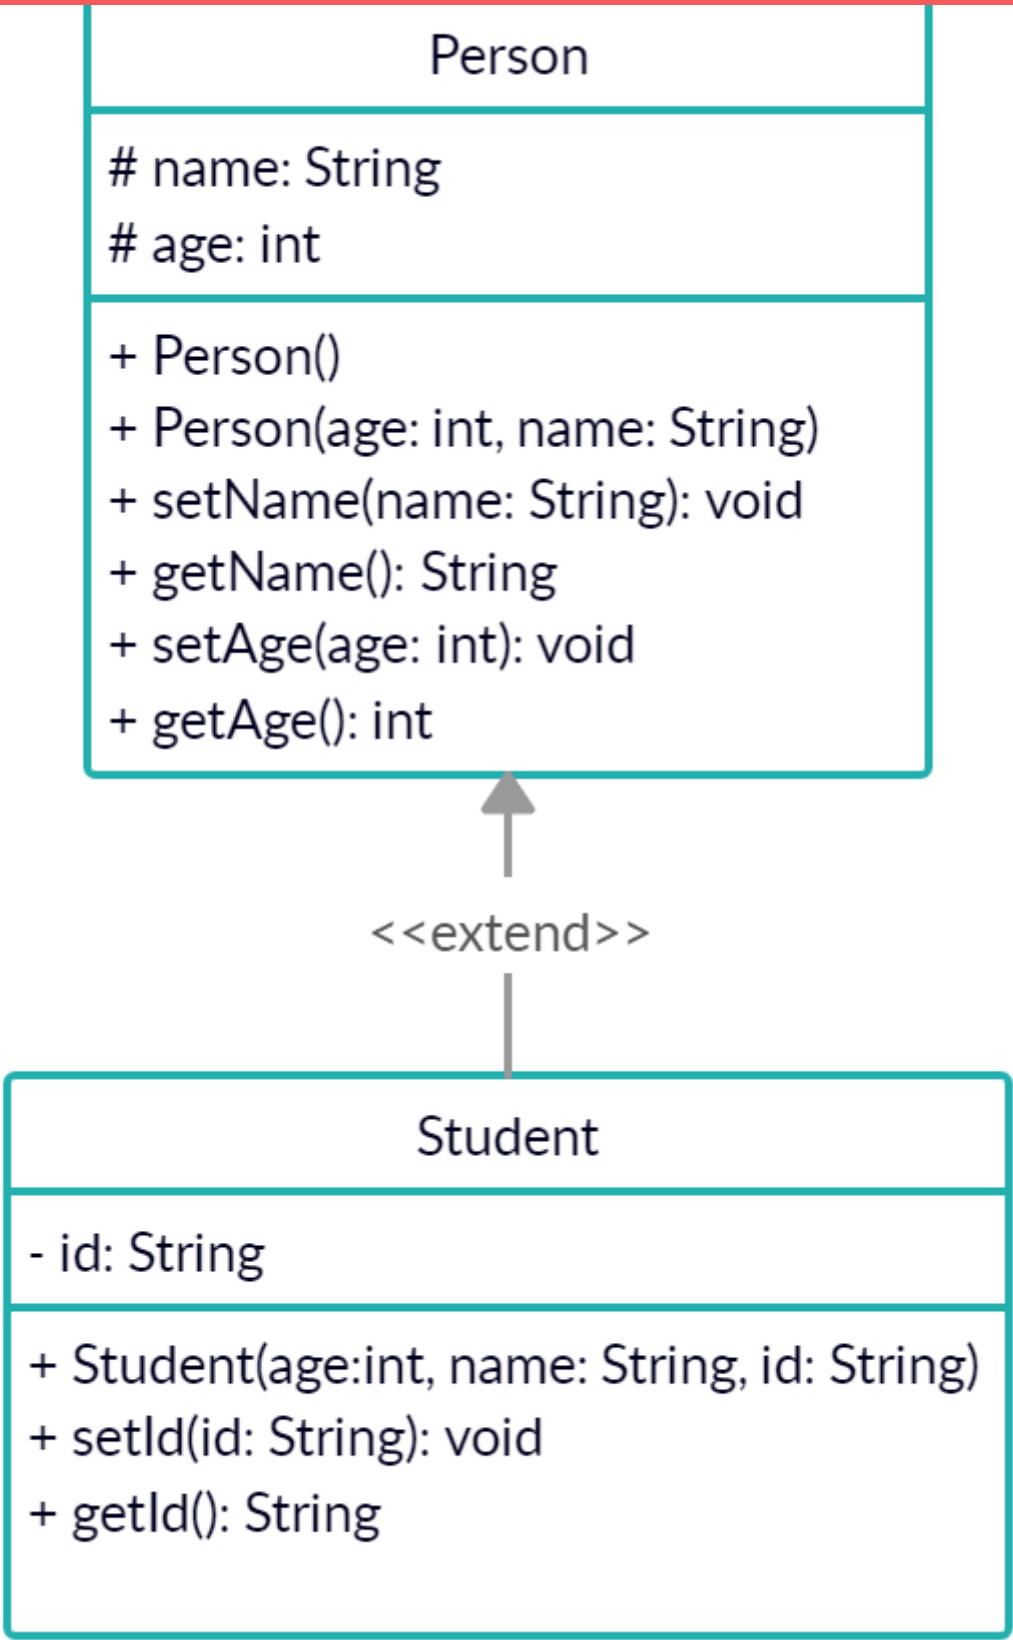 Person
# name: String
# age: int
+ Person()
+ Person(age: int, name: String)
+ setName(name: String): void
+ getName(): String
+ setAge(age: int): void
+ getAge(): int
<<extend>>
Student
- id: String
+ Student(age:int, name: String, id: String)
+ setId(id: String): void
+ getId(): String